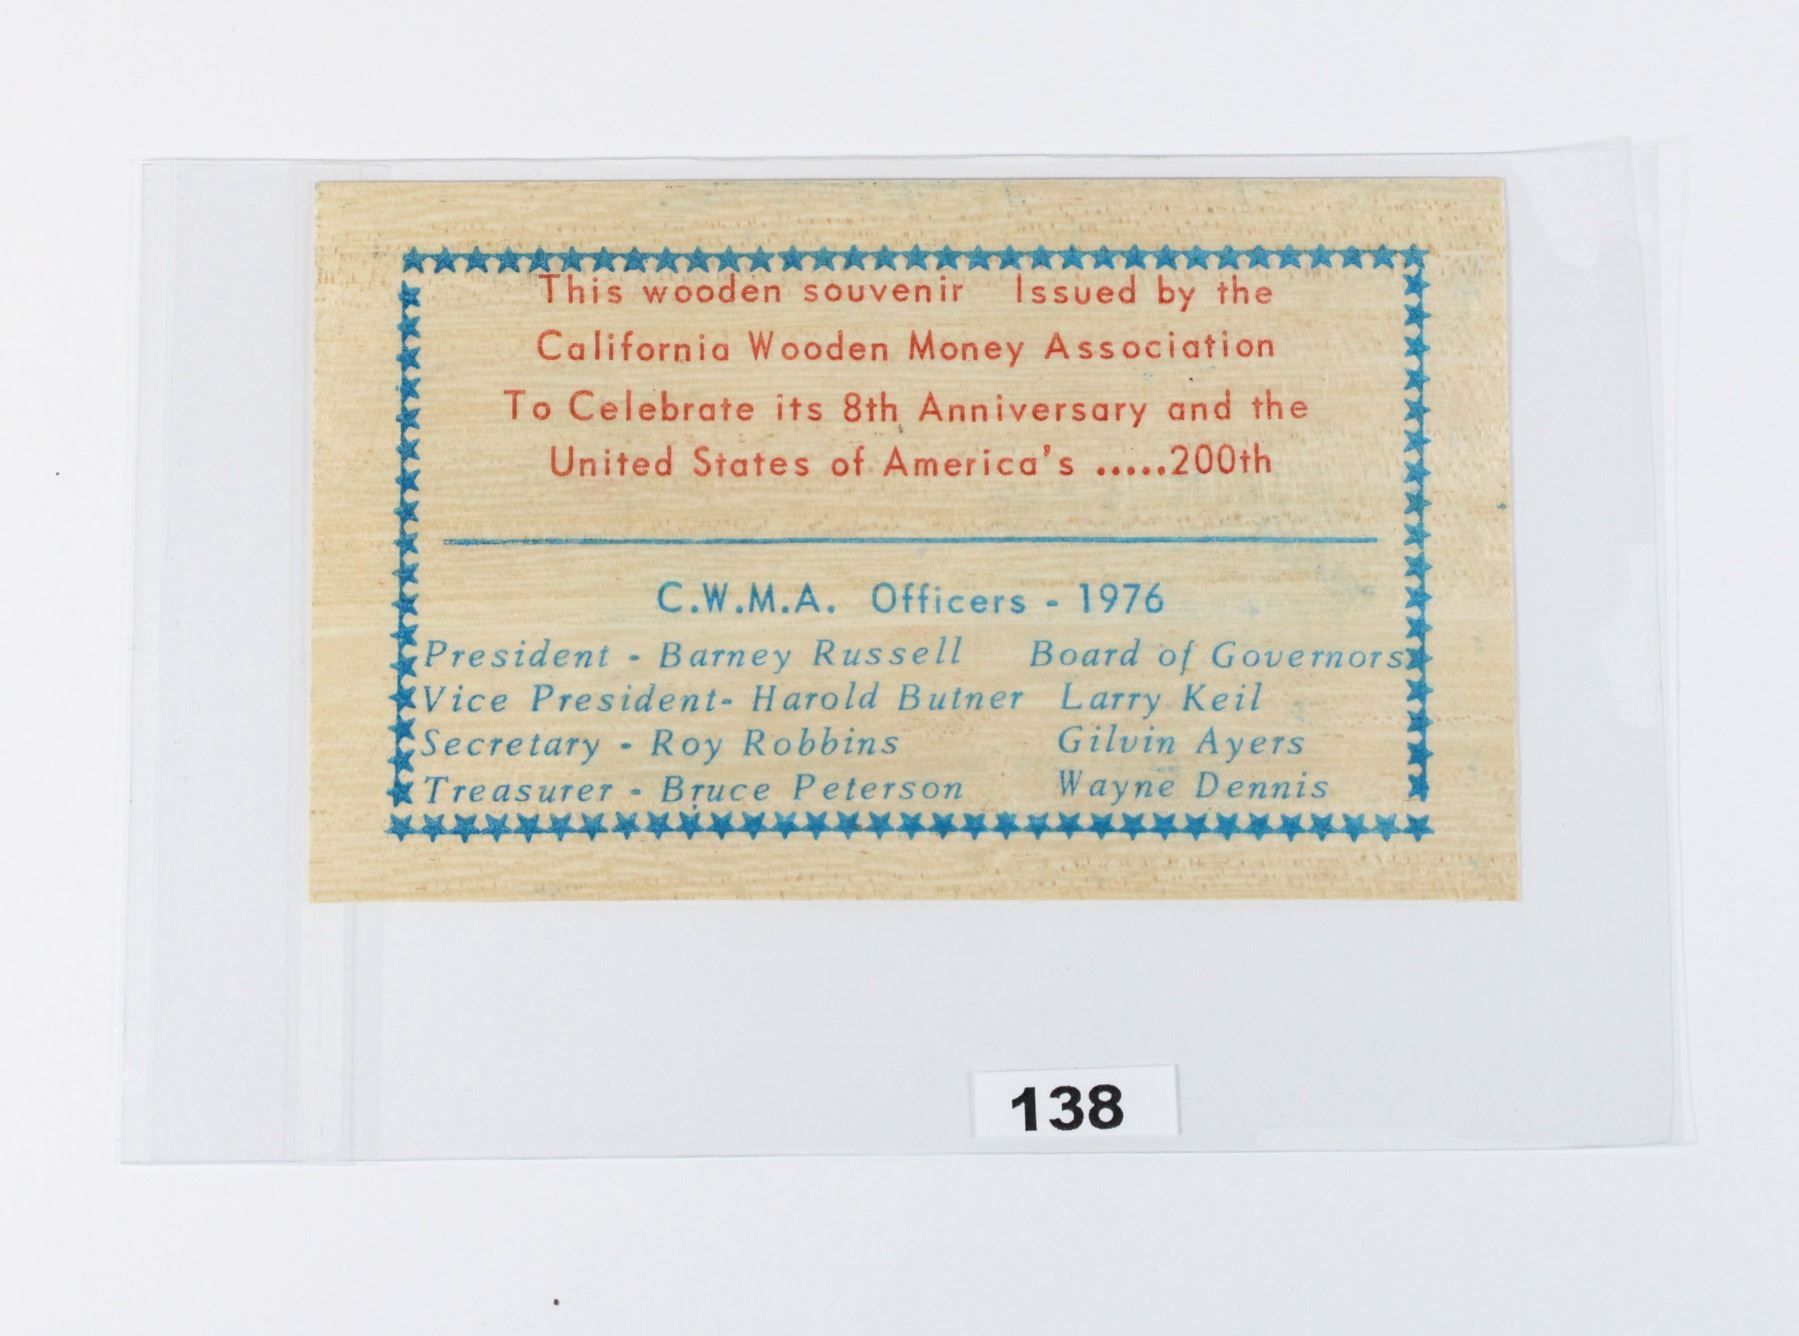 This wooden souvenir Issued by the
California Wooden Money Association
To Celebrate its 8th Anniversary and the
United States of America's .....200th
C.W.M.A. Officers - 1976
President - Barney Russell Board of Governors
Vice President- Harold Butner Larry Keil
Secretary - Roy Robbins Gilvin Ayers
Treasurer - Bruce Peterson Wayne Dennis
138